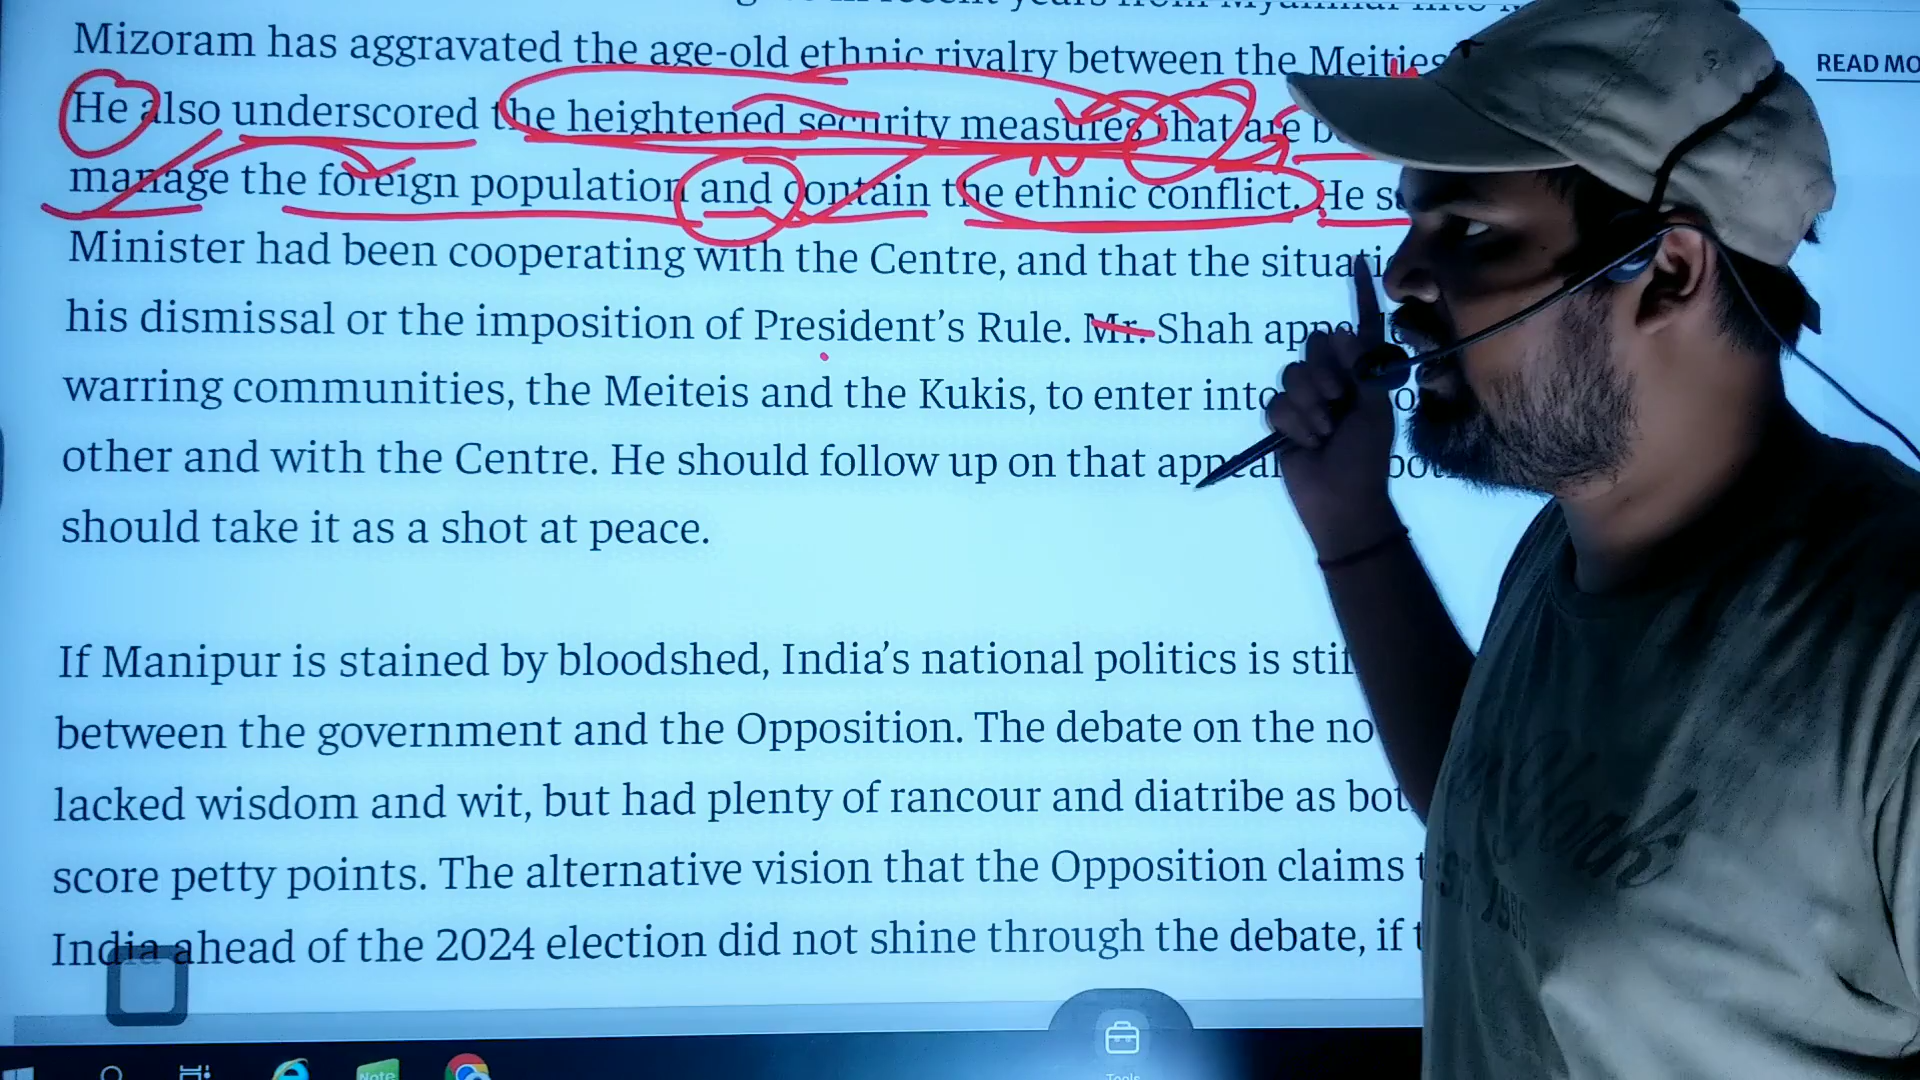 Mizoram has aggravated the age-old ethnic rivalry between the Meities
READ MO
He also underscored the heightened security measures that are
manage the foreign population and contain the ethnic conflict. He
Minister had been cooperating with the Centre, and that the
his dismissal or the imposition of President’s Rule. Mr. Shah
warring communities, the Meiteis and the Kukis, to enter into
other and with the Centre. He should follow up on that appeal
should take it as a shot at peace.
If Manipur is stained by bloodshed, India’s national politics is
between the government and the Opposition. The debate on the no
lacked wisdom and wit, but had plenty of rancour and diatribe as
score petty points. The alternative vision that the Opposition claims
India ahead of the 2024 election did not shine through the debate, if
Note
Tools